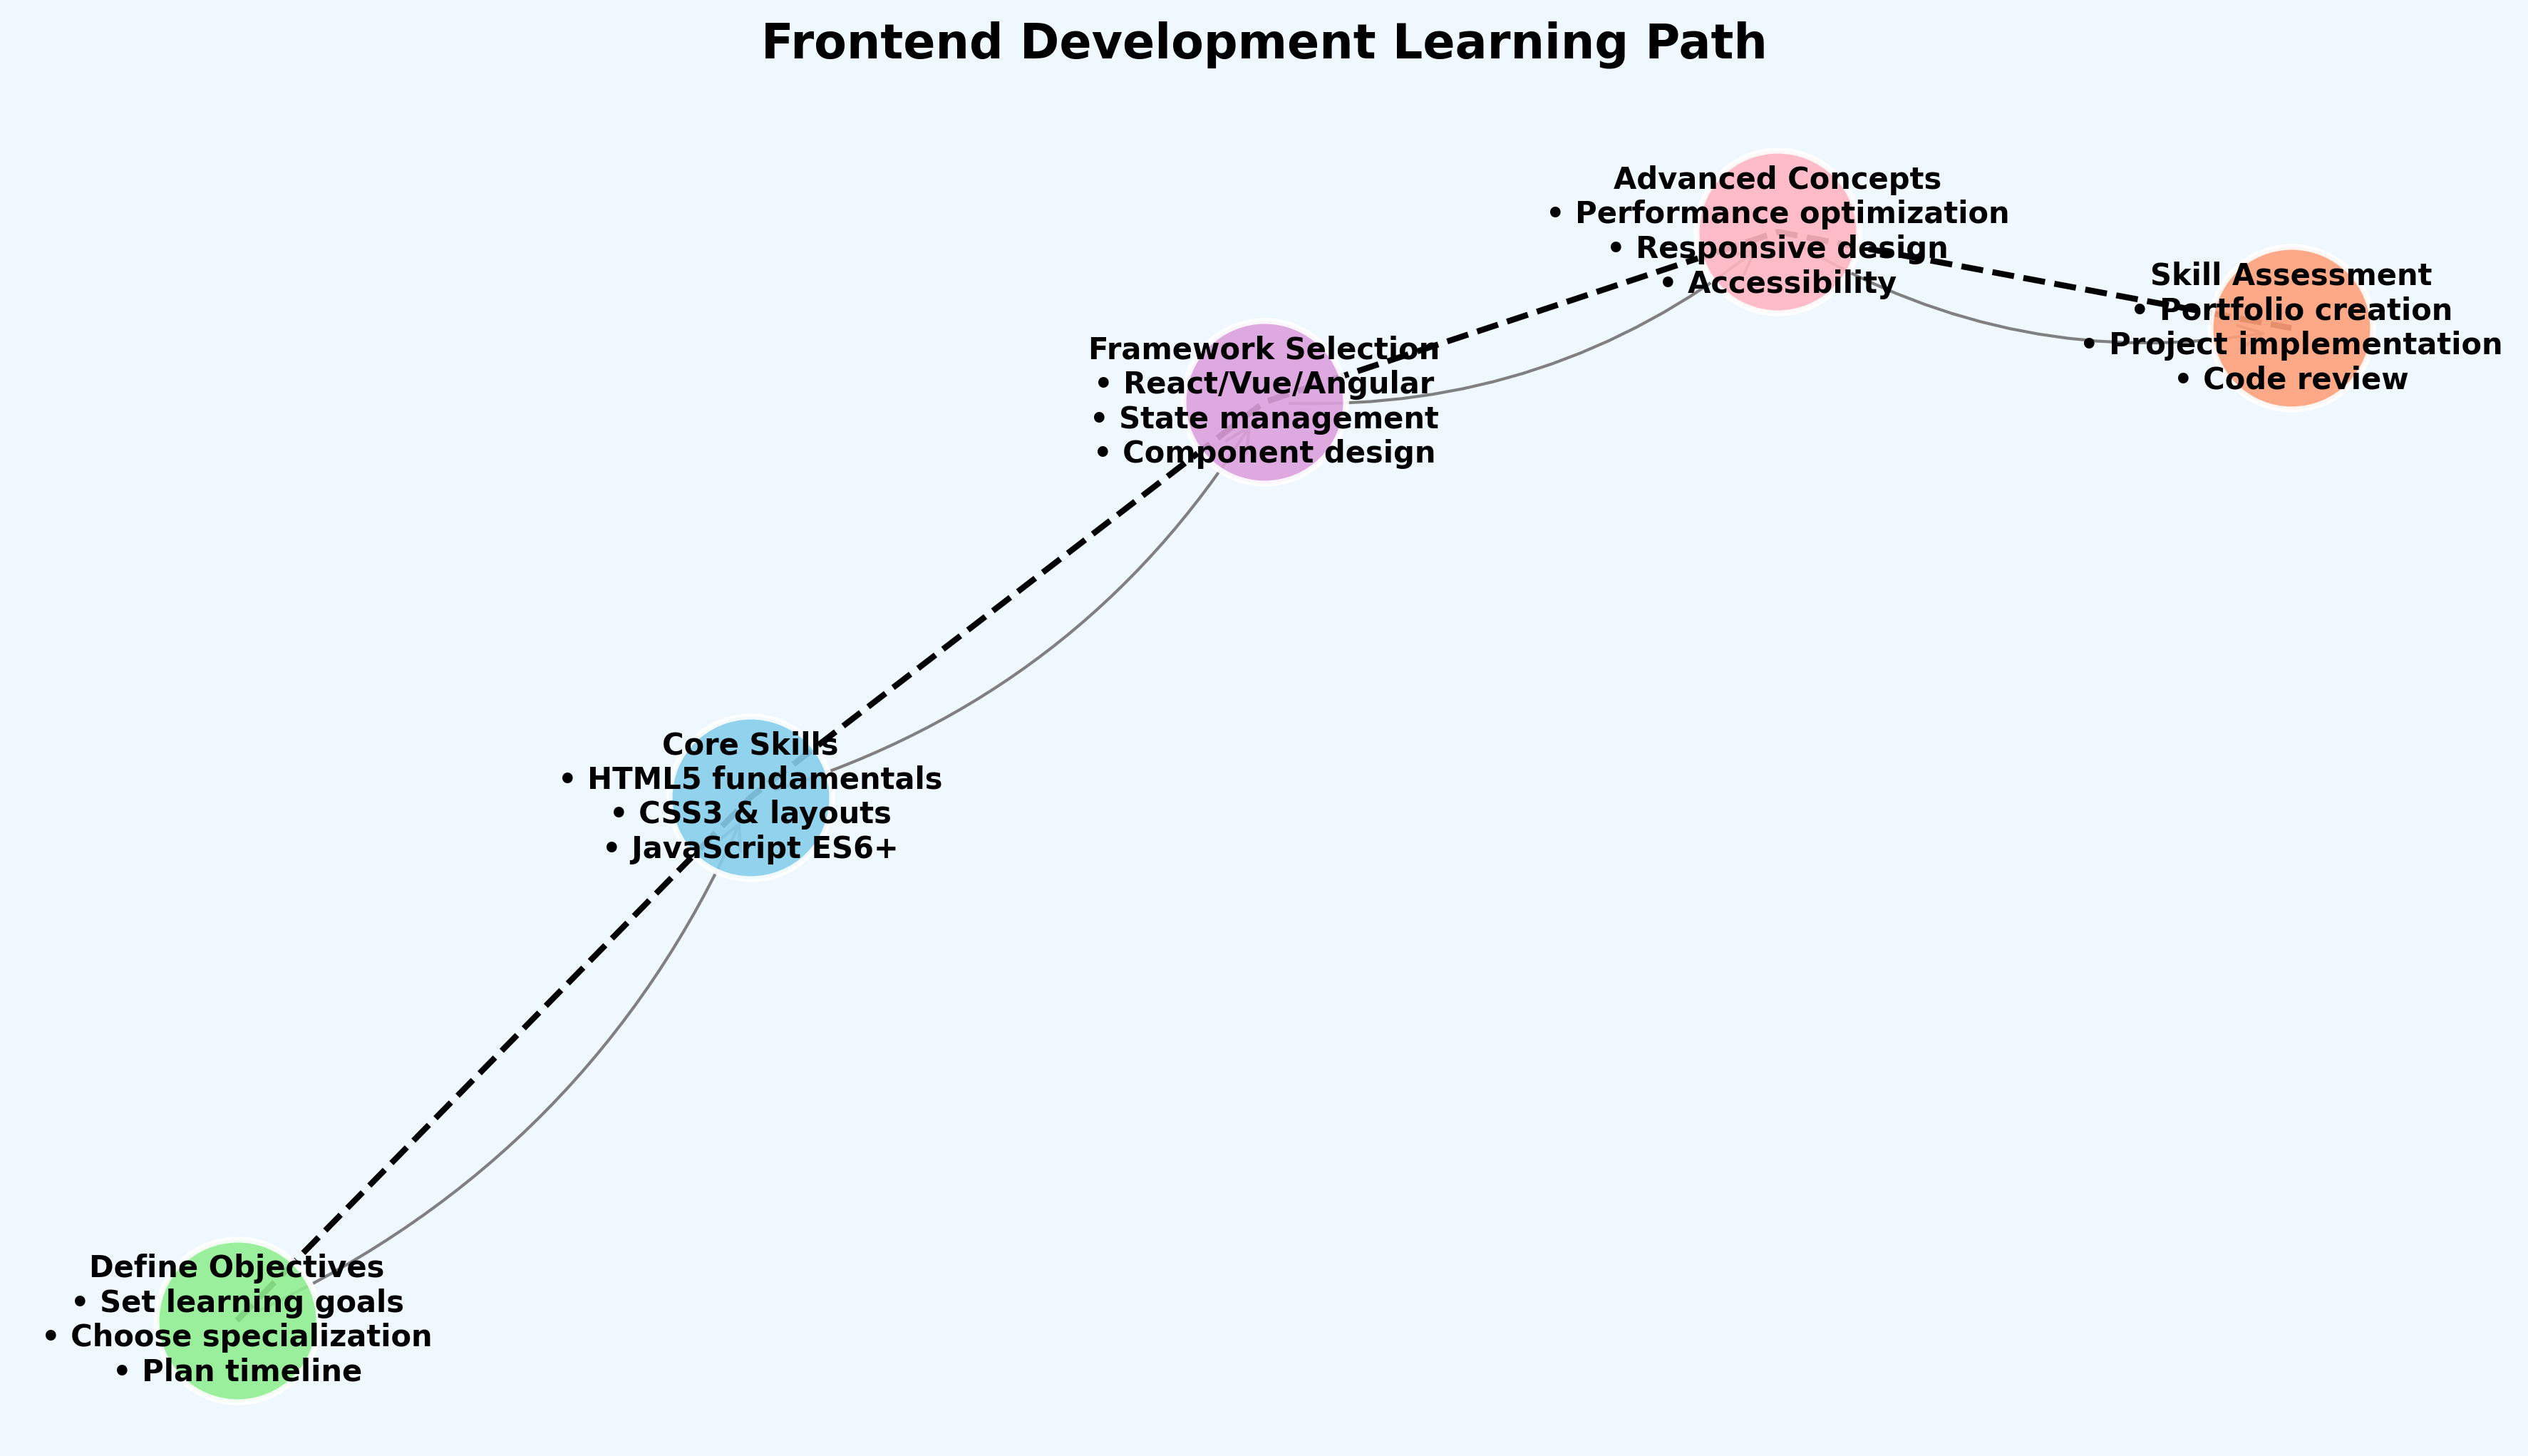 Frontend Development Learning Path
Define Objectives
• Set learning goals
• Choose specialization
• Plan timeline
Core Skills
• HTML5 fundamentals
• CSS3 & layouts
• JavaScript ES6+
Framework Selection
• React/Vue/Angular
• State management
• Component design
Advanced Concepts
• Performance optimization
• Responsive design
• Accessibility
Skill Assessment
• Portfolio creation
• Project implementation
• Code review